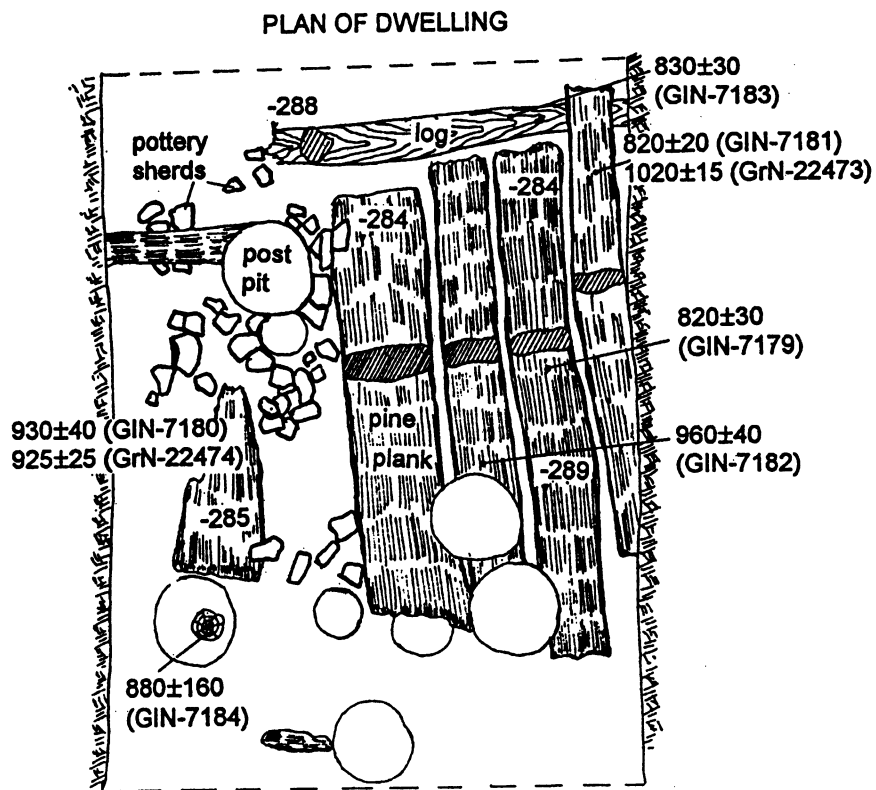 PLAN OF DWELLING
830±30
(GIN-7183)
-288
log
pottery
sherds
820±20 (GIN-7181)
1020±15 (GrN-22473)
-284
-284
post
pit
820±30
(GIN-7179)
pine
plank
930±40 (GIN-7180)
925±25 (GrN-22474)
960±40
(GIN-7182)
-289
-285
880±160
(GIN-7184)